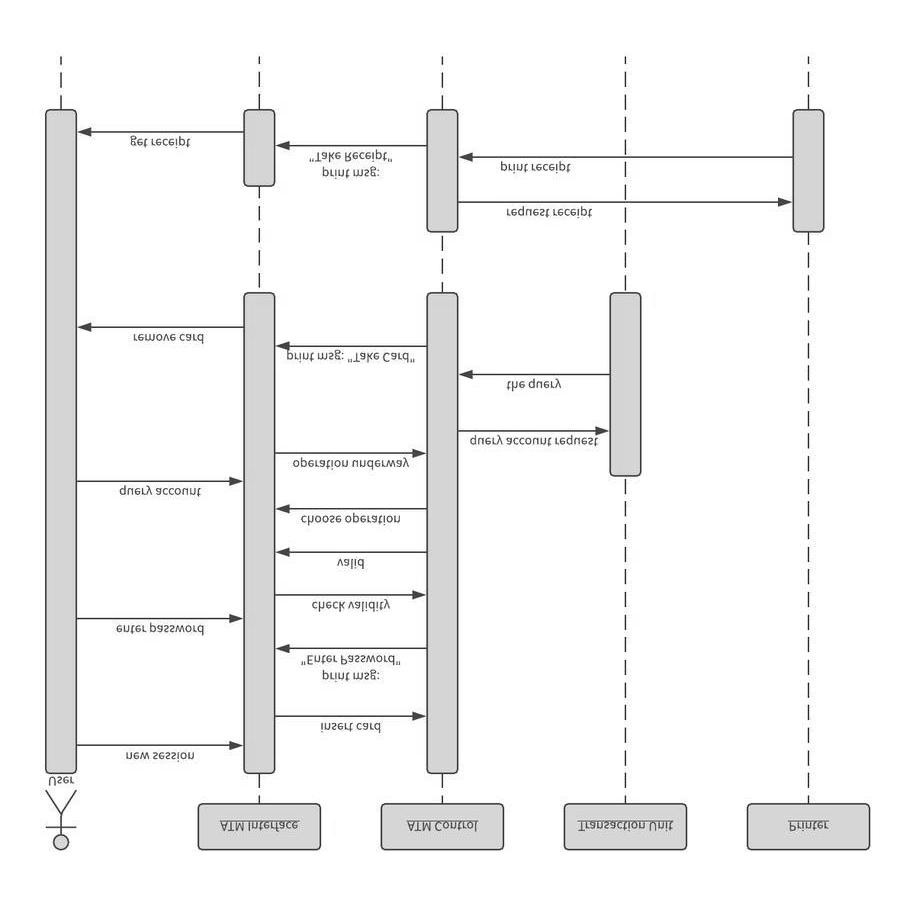 User
ATM Interface
ATM Control
Transaction Unit
Printer
new session
insert card
print msg:
"Enter Password"
enter password
check validity
valid
choose operation
query account
operation underway
query account request
the query
print msg: "Take Card"
remove card
request receipt
print receipt
print msg:
"Take Receipt"
get receipt